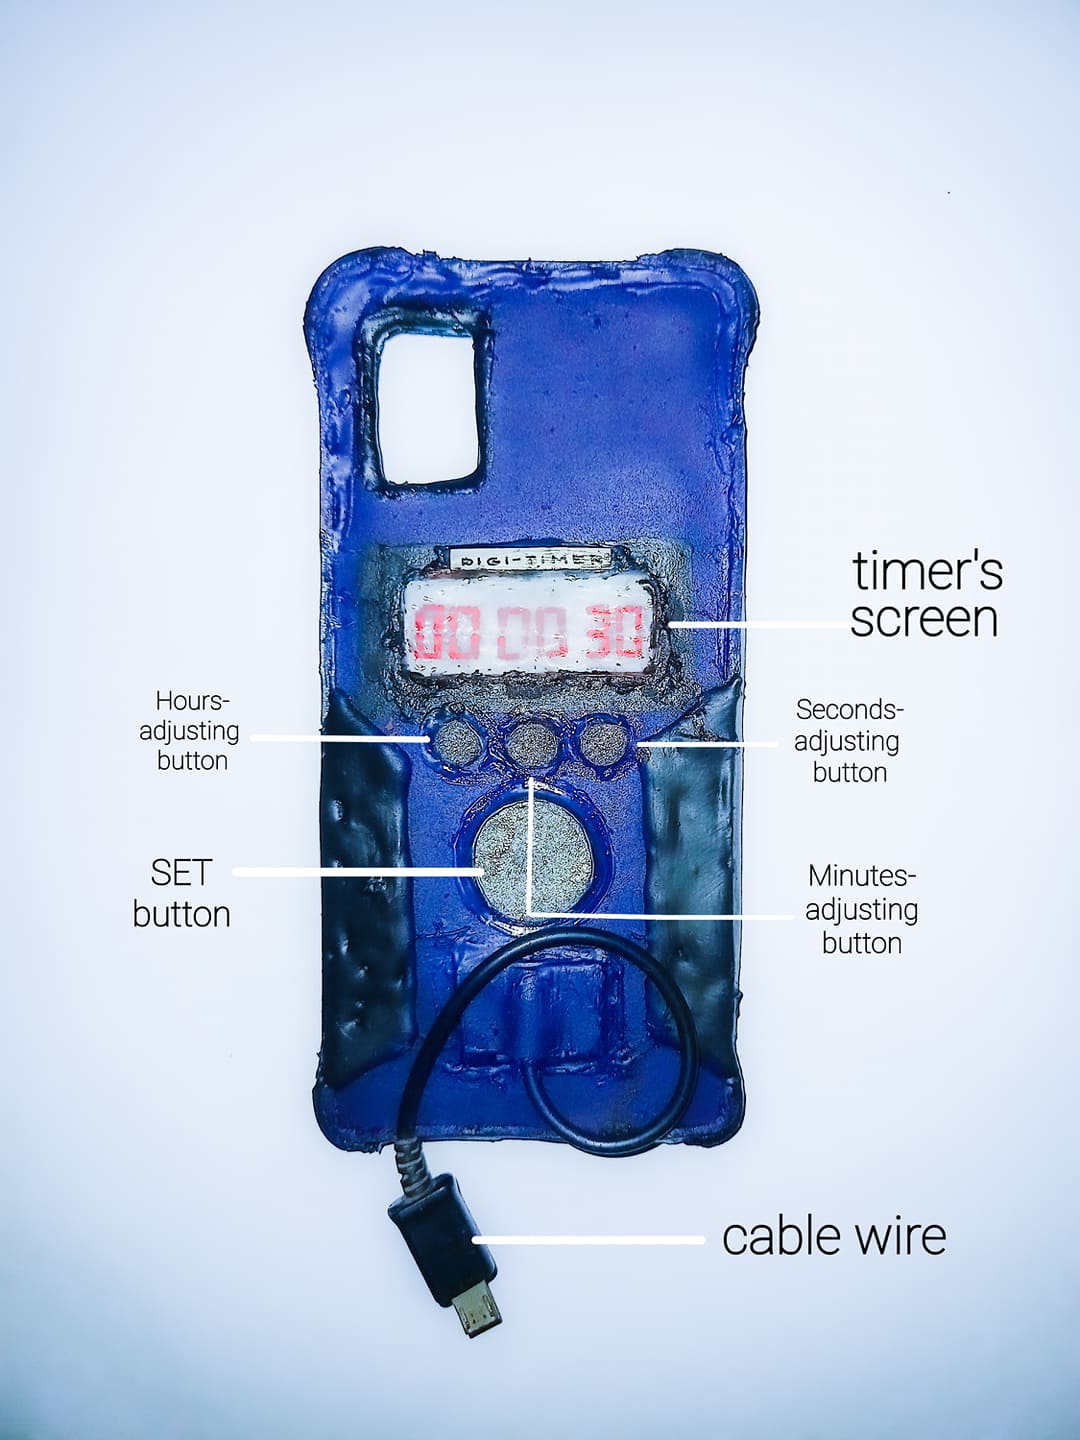 DIGI-TIMER
00 00 30
timer's
screen
Hours-
adjusting
button
Seconds-
adjusting
button
SET
button
Minutes-
adjusting
button
cable wire